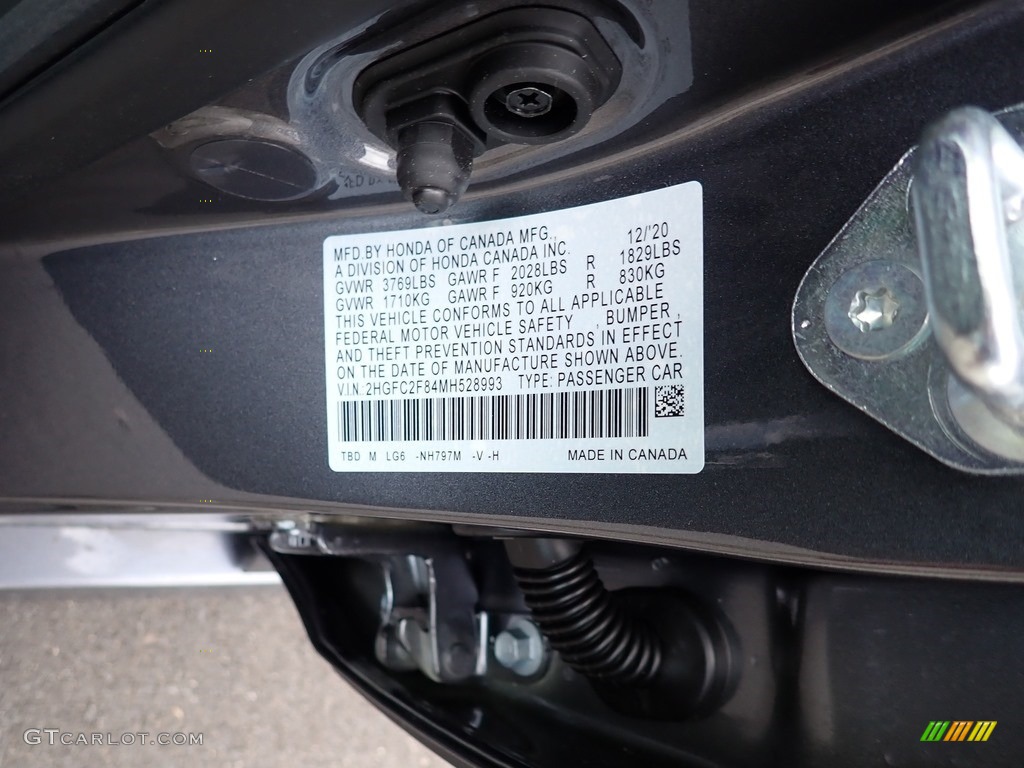 MFD.BY HONDA OF CANADA MFG., 12/'20
A DIVISION OF HONDA CANADA INC.
GVWR 3769LBS GAWR F 2028LBS R 1829LBS
GVWR 1710KG GAWR F 920KG R 830KG
THIS VEHICLE CONFORMS TO ALL APPLICABLE
FEDERAL MOTOR VEHICLE SAFETY , BUMPER ,
AND THEFT PREVENTION STANDARDS IN EFFECT
ON THE DATE OF MANUFACTURE SHOWN ABOVE.
V.I.N: 2HGFC2F84MH528993 TYPE: PASSENGER CAR
TBD M LG6 -NH797M -V -H MADE IN CANADA
GTCARLOT.COM